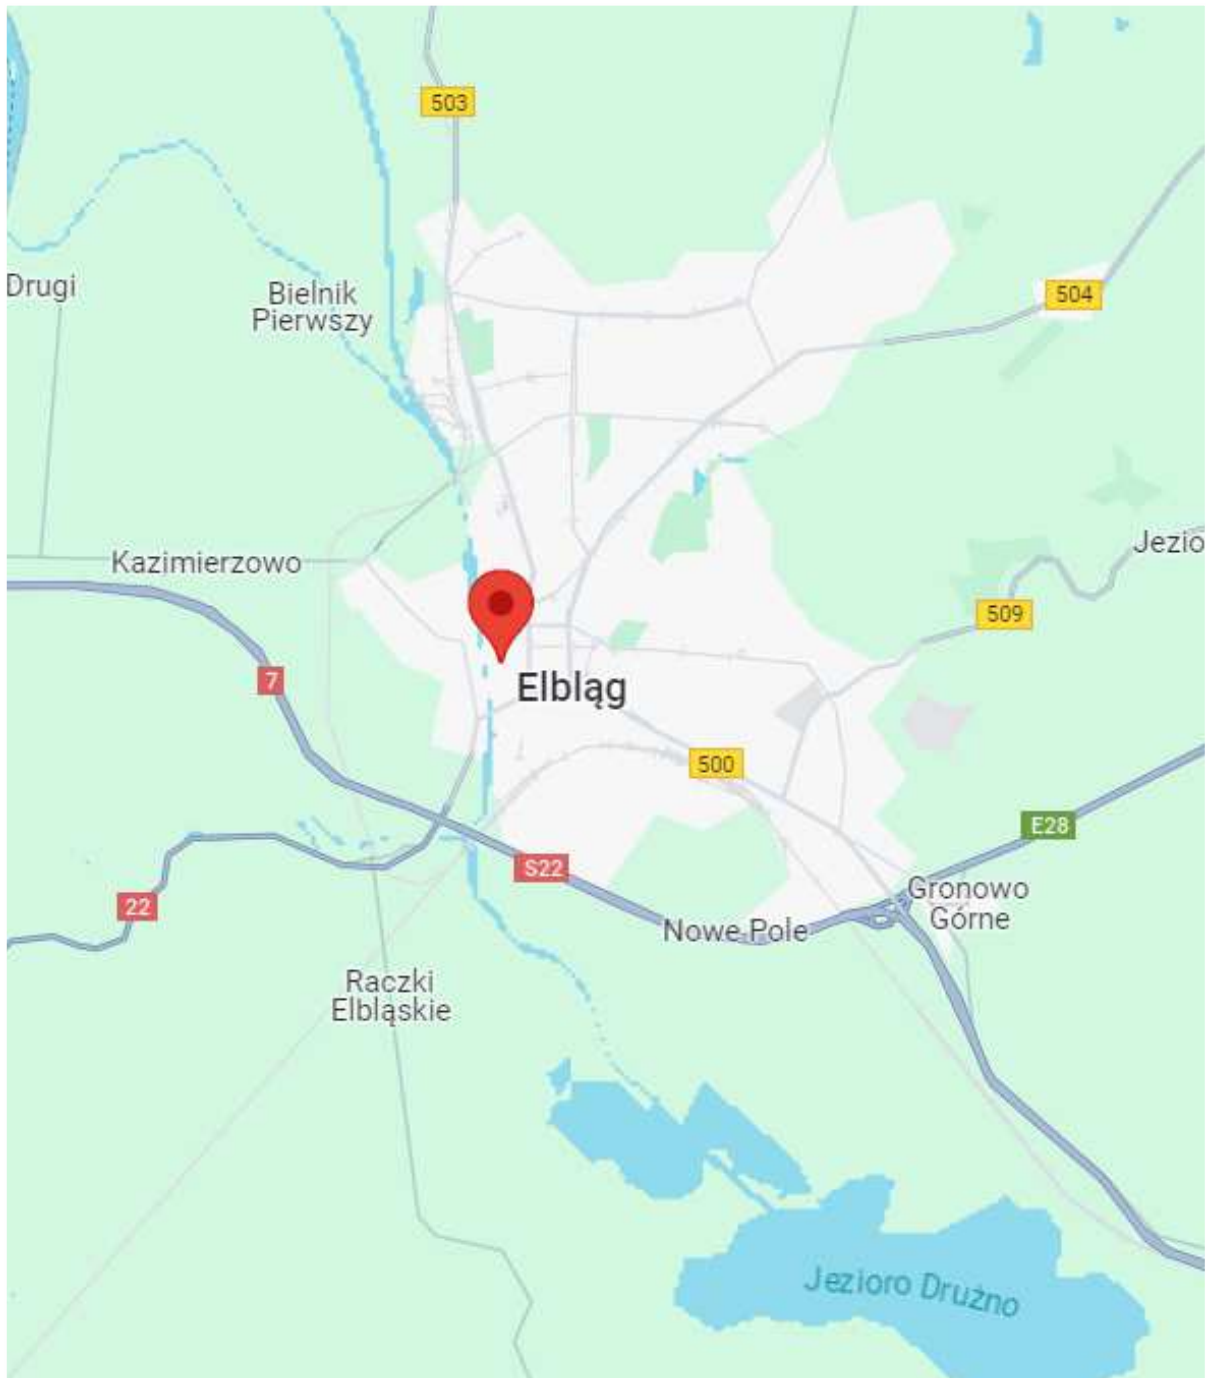 503
Drugi
Bielnik
Pierwszy
504
Kazimierzowo
Jezio
509
7
Elbląg
500
E28
S22
22
Gronowo
Górne
Nowe Pole
Raczki
Elbląskie
Jezioro Drużno